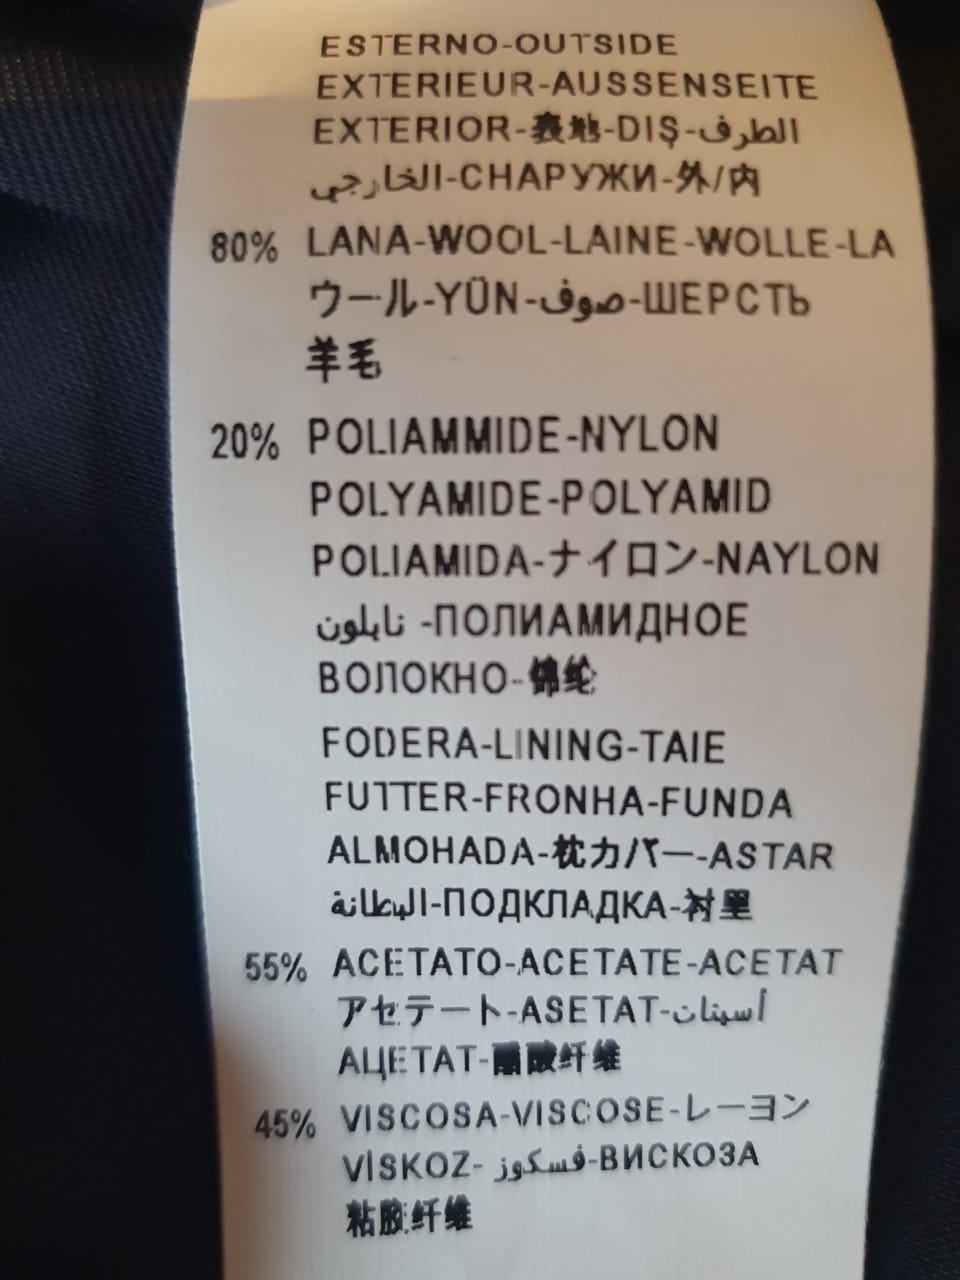 ESTERNO-OUTSIDE
EXTERIEUR-AUSSENSEITE
EXTERIOR-表地-DIŞ-الطرف
الخارجي-СНАРУЖИ-外/内
80% LANA-WOOL-LAINE-WOLLE-LA
ウール-YÜN-صوف-ШЕРСТЬ
羊毛
20% POLIAMMIDE-NYLON
POLYAMIDE-POLYAMID
POLIAMIDA-ナイロン-NAYLON
نايلون -ПОЛИАМИДНОЕ
ВОЛОКНО-锦纶
FODERA-LINING-TAIE
FUTTER-FRONHA-FUNDA
ALMOHADA-枕カバー-ASTAR
البطانة-ПОДКЛАДКА-衬里
55% ACETATO-ACETATE-ACETAT
アセテート-ASETAT-أسيتات
АЦЕТАТ-醋酸纤维
45% VISCOSA-VISCOSE-レーヨン
VİSKOZ- فسكوز-ВИСКОЗА
粘胶纤维